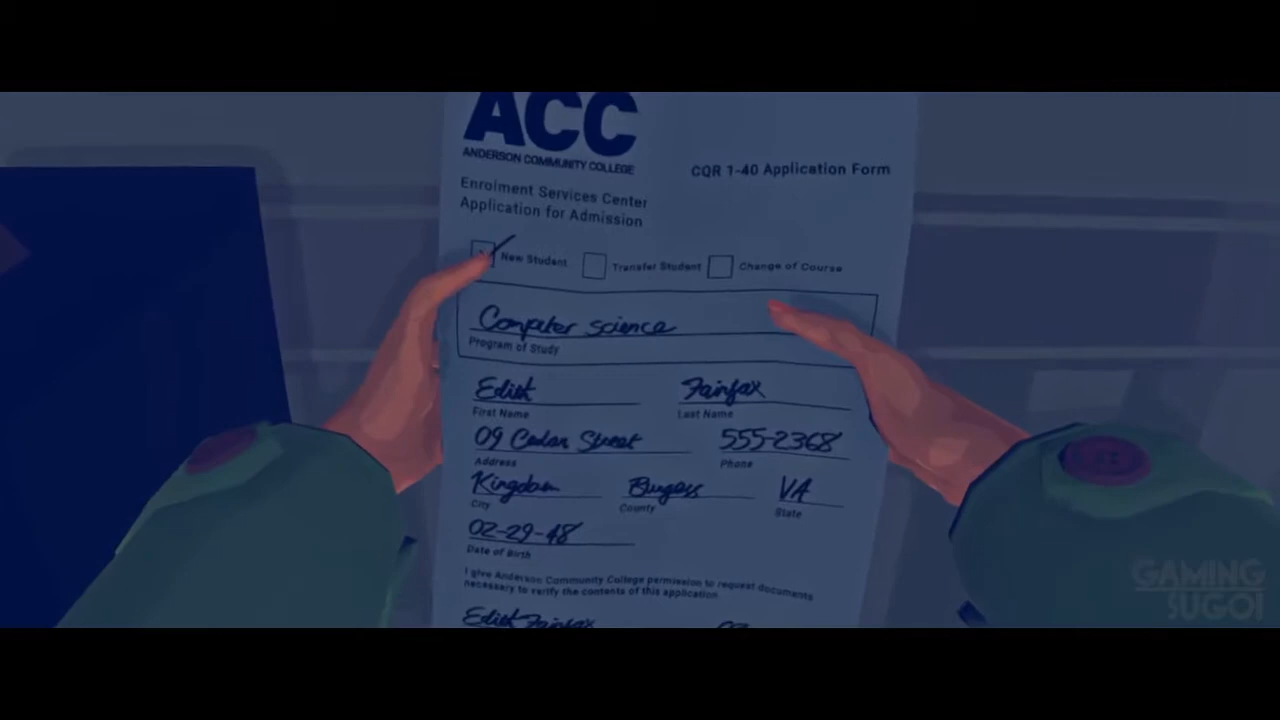 ACC
ANDERSON COMMUNITY COLLEGE
CQR 1-40 Application Form
Enrolment Services Center
Application for Admission
New Student Transfer Student Change of Course
Computer science
Program of Study
Edith Fairfax
First Name Last Name
09 Cedar Street 555-2368
Address Phone
Kingdom Burgess VA
City County State
02-29-48
Date of Birth
I give Anderson Community College permission to request documents
necessary to verify the contents of this application
Edith Fairfax
GAMING
SUGOI